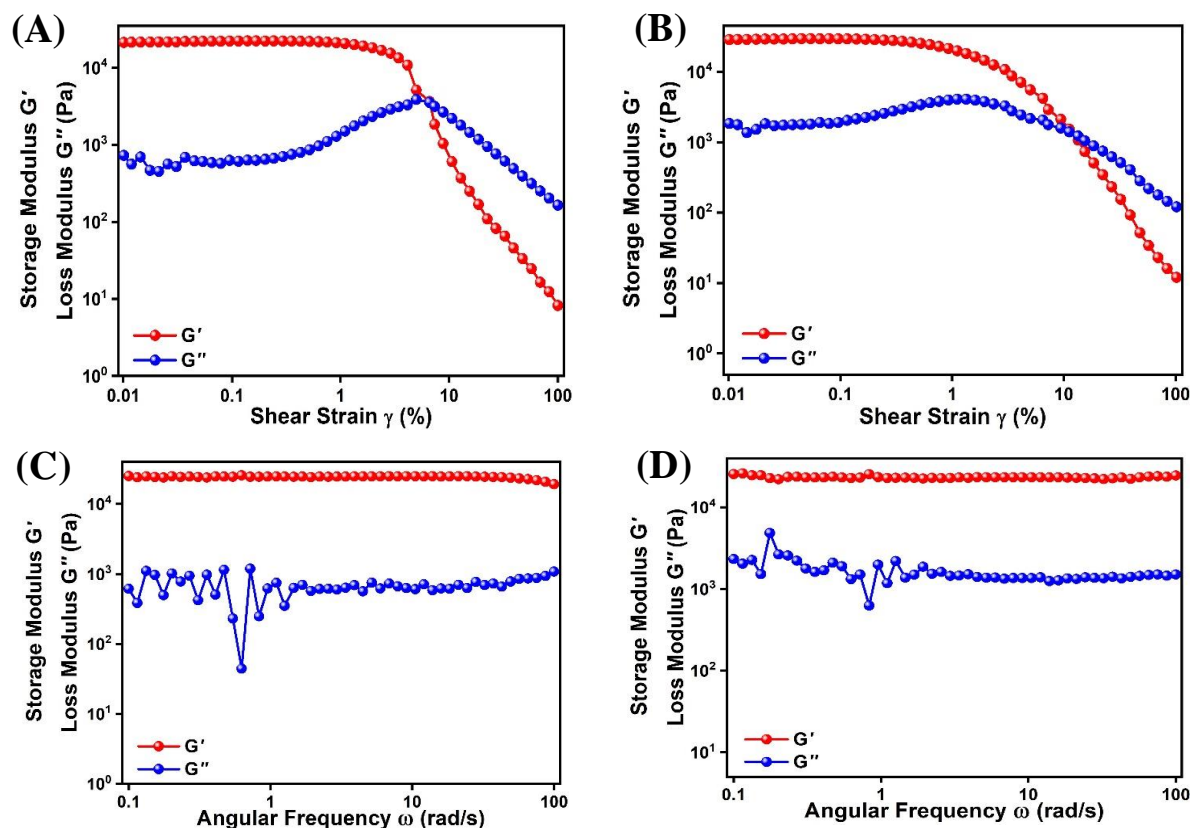 (A)
Storage Modulus G′
Loss Modulus G″ (Pa)
10⁴
10³
10²
10¹
10⁰
G′
G″
0.01 0.1 1 10 100
Shear Strain γ (%)
(B)
Storage Modulus G′
Loss Modulus G″ (Pa)
10⁴
10³
10²
10¹
10⁰
G′
G″
0.01 0.1 1 10 100
Shear Strain γ (%)
(C)
Storage Modulus G′
Loss Modulus G″ (Pa)
10⁴
10³
10²
10¹
10⁰
G′
G″
0.1 1 10 100
Angular Frequency ω (rad/s)
(D)
Storage Modulus G′
Loss Modulus G″ (Pa)
10⁴
10³
10²
10¹
G′
G″
0.1 1 10 100
Angular Frequency ω (rad/s)